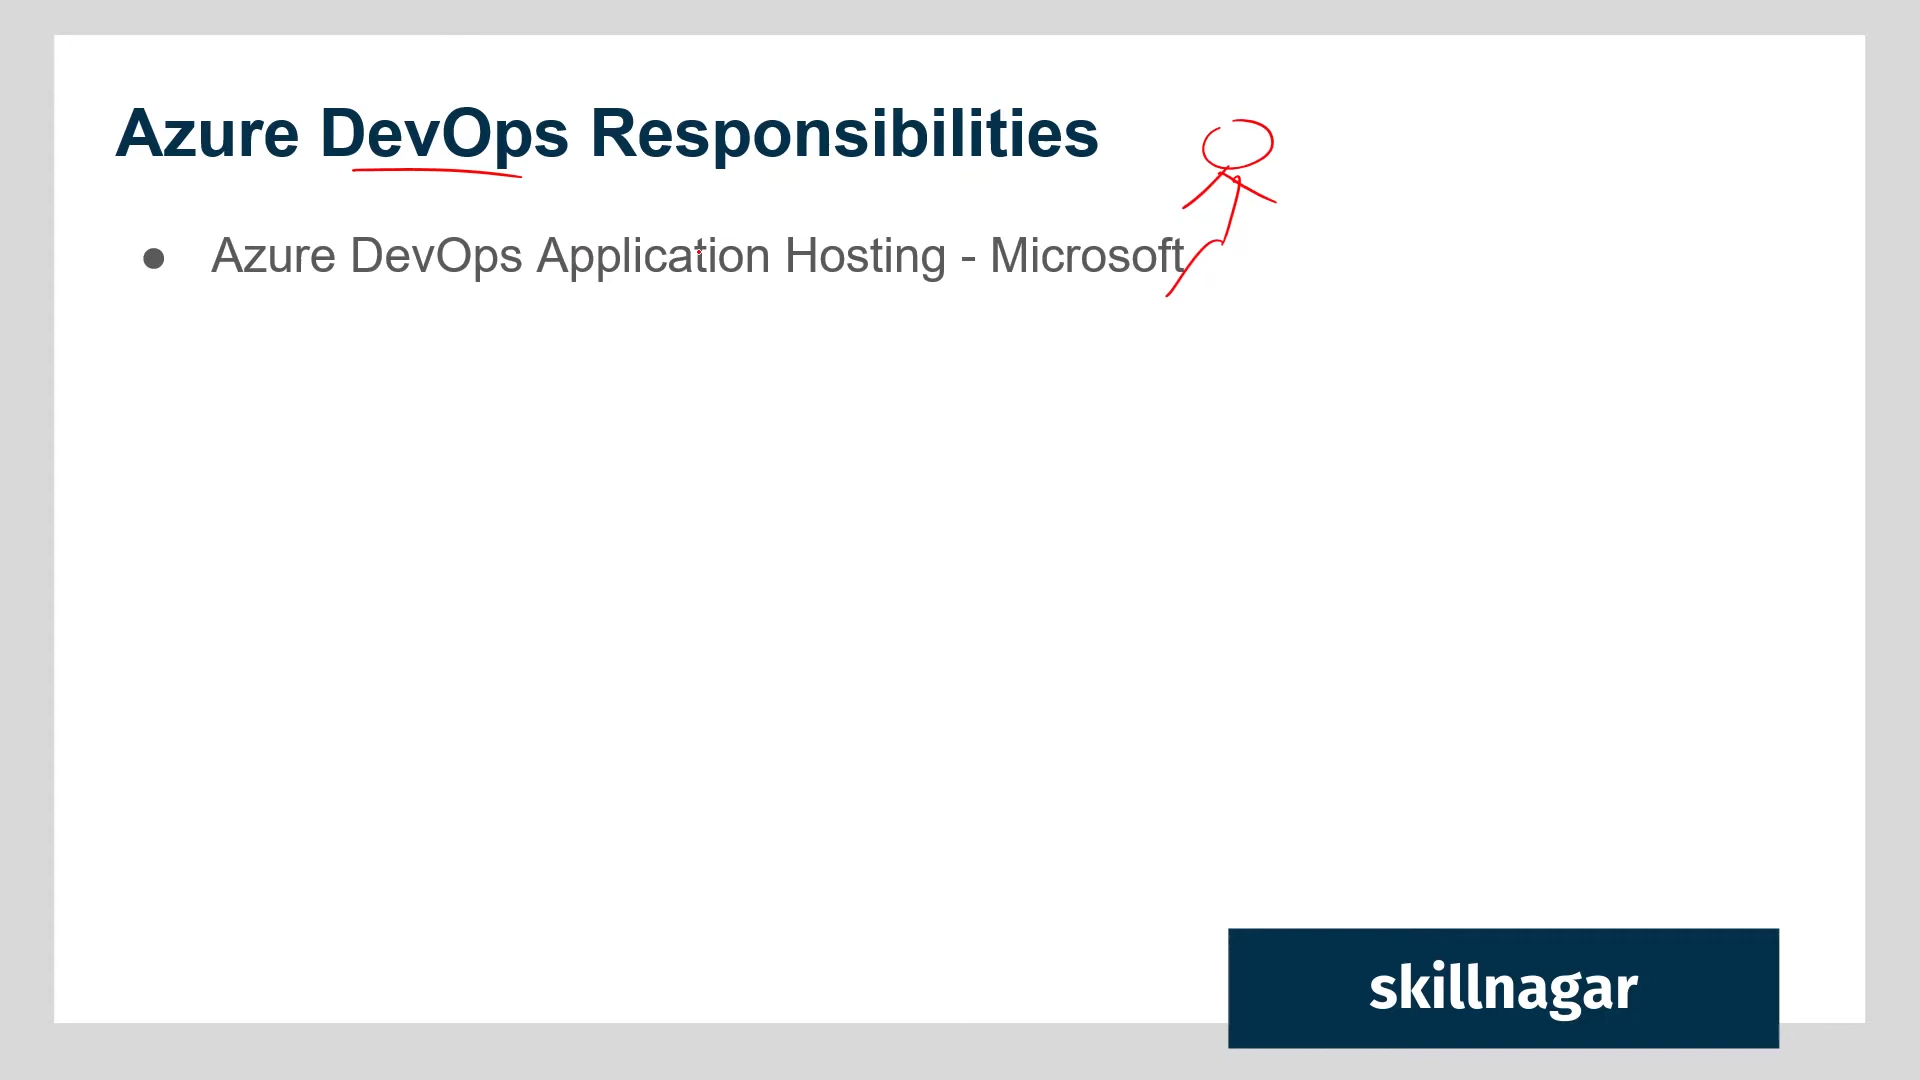 Azure DevOps Responsibilities
● Azure DevOps Application Hosting - Microsoft
skillnagar